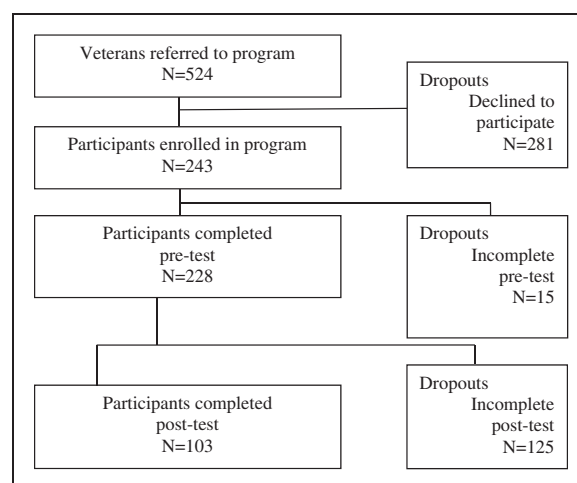 Veterans referred to program
N=524
Dropouts
Declined to
participate
N=281
Participants enrolled in program
N=243
Participants completed
pre-test
N=228
Dropouts
Incomplete
pre-test
N=15
Participants completed
post-test
N=103
Dropouts
Incomplete
post-test
N=125